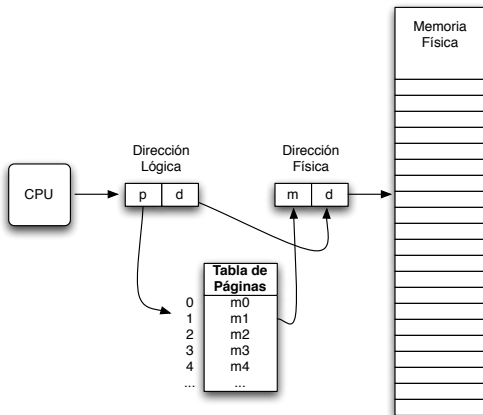 Memoria
Física
Dirección
Lógica
Dirección
Física
CPU
p d
m d
Tabla de
Páginas
0 m0
1 m1
2 m2
3 m3
4 m4
... ...